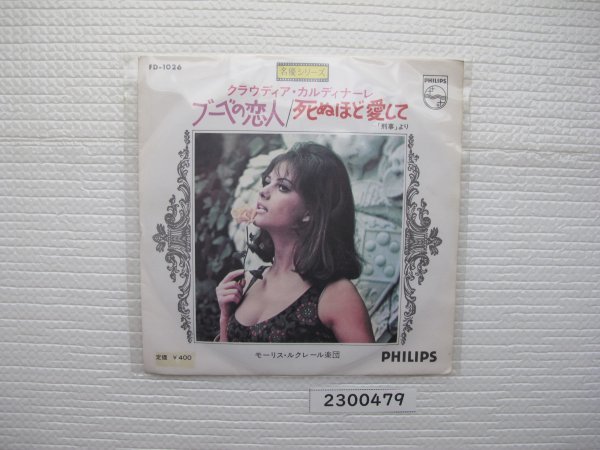 FD-1026
名優シリーズ
PHILIPS
クラウディア・カルディナーレ
ブーベの恋人/死ぬほど愛して
「刑事」より
定価 ¥400
モーリス・ルクレール楽団
PHILIPS
2300479